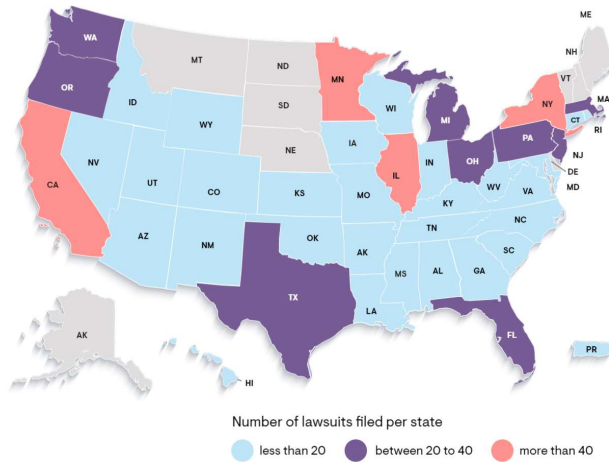 ME
WA
MT
ND
NH
VT
MN
OR
ID
SD
WI
NY
MA
WY
MI
CT
RI
IA
PA
NE
NJ
NV
OH
IL
IN
DE
UT
CO
WV
MD
CA
KS
MO
VA
KY
NC
TN
AZ
NM
OK
AK
SC
MS
AL
GA
TX
LA
AK
FL
PR
HI
Number of lawsuits filed per state
less than 20
between 20 to 40
more than 40